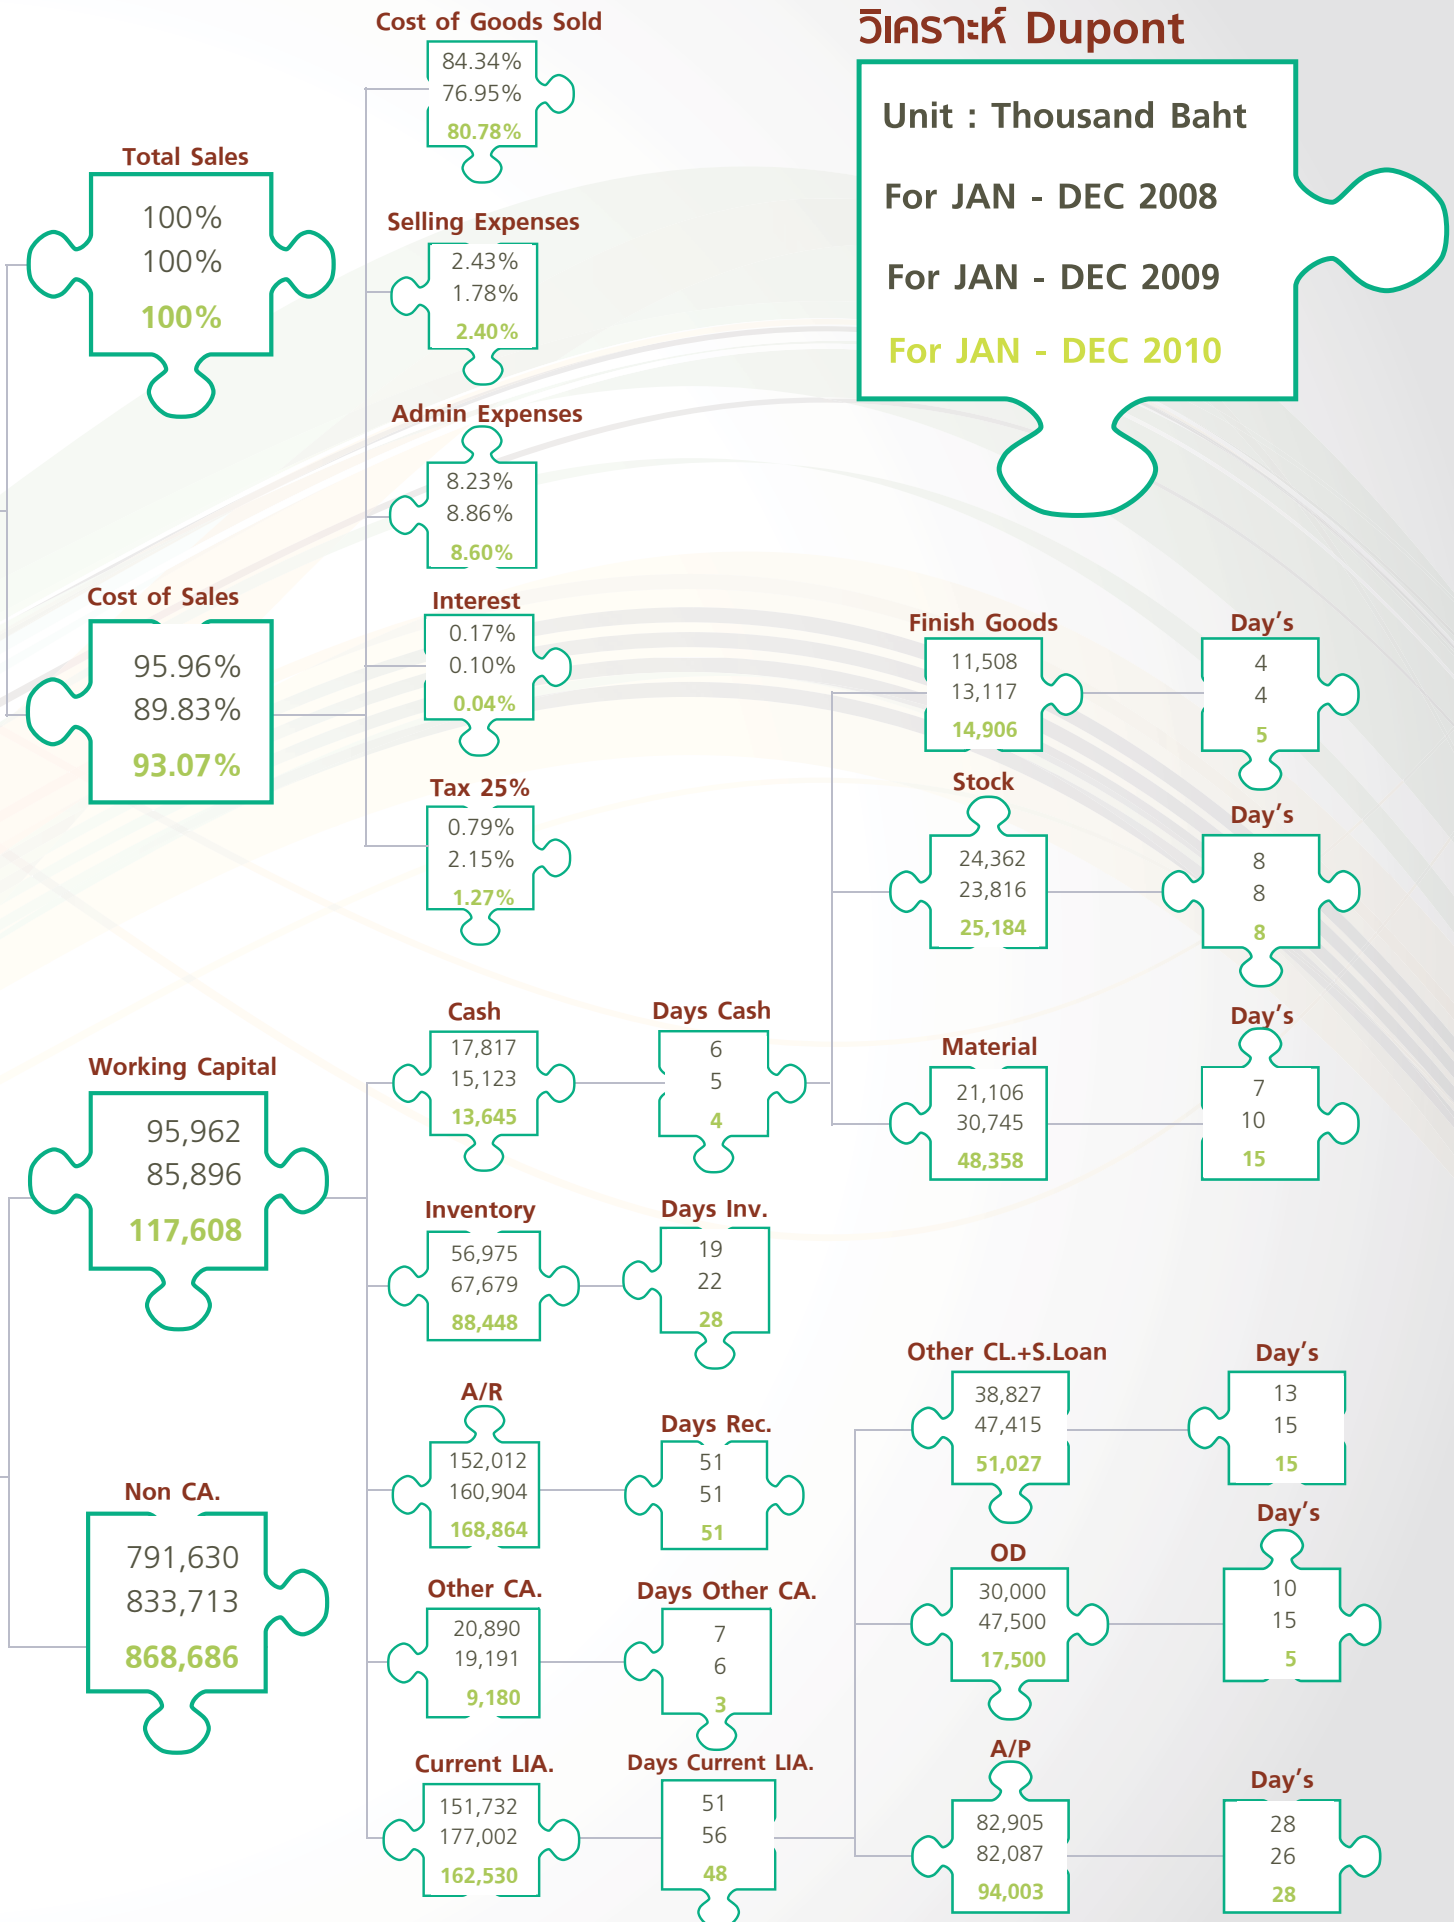 วิเคราะห์ Dupont
Unit : Thousand Baht
For JAN - DEC 2008
For JAN - DEC 2009
For JAN - DEC 2010
Total Sales
100%
100%
100%
Cost of Sales
95.96%
89.83%
93.07%
Cost of Goods Sold
84.34%
76.95%
80.78%
Selling Expenses
2.43%
1.78%
2.40%
Admin Expenses
8.23%
8.86%
8.60%
Interest
0.17%
0.10%
0.04%
Tax 25%
0.79%
2.15%
1.27%
Working Capital
95,962
85,896
117,608
Non CA.
791,630
833,713
868,686
Cash
17,817
15,123
13,645
Days Cash
6
5
4
Inventory
56,975
67,679
88,448
Days Inv.
19
22
28
A/R
152,012
160,904
168,864
Days Rec.
51
51
51
Other CA.
20,890
19,191
9,180
Days Other CA.
7
6
3
Current LIA.
151,732
177,002
162,530
Days Current LIA.
51
56
48
Finish Goods
11,508
13,117
14,906
Day's
4
4
5
Stock
24,362
23,816
25,184
Day's
8
8
8
Material
21,106
30,745
48,358
Day's
7
10
15
Other CL.+S.Loan
38,827
47,415
51,027
Day's
13
15
15
OD
30,000
47,500
17,500
Day's
10
15
5
A/P
82,905
82,087
94,003
Day's
28
26
28